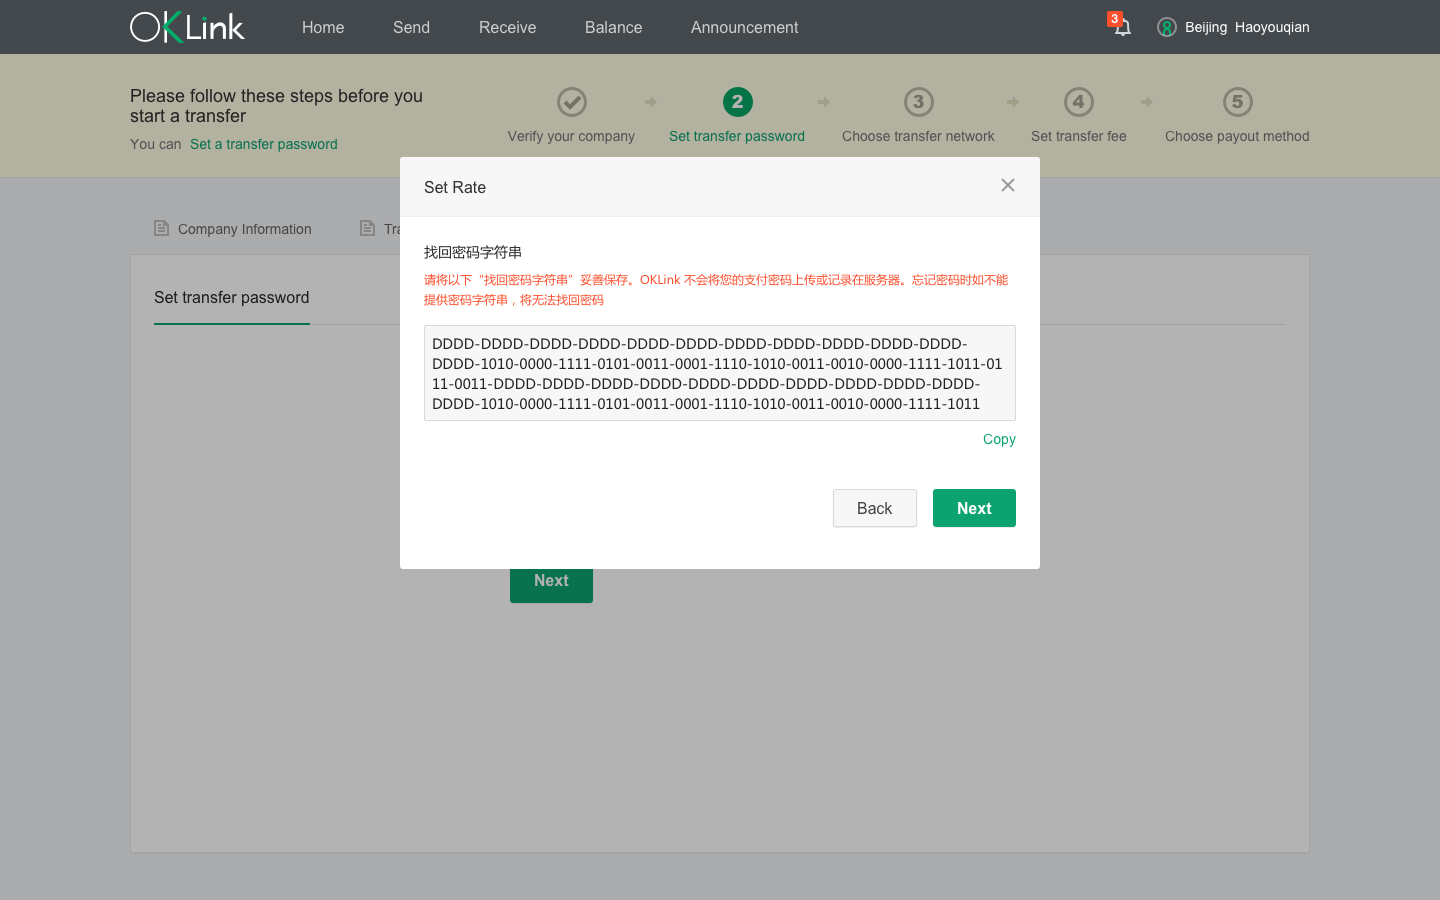 OKLink Home Send Receive Balance Announcement 3 Beijing Haoyouqian
Please follow these steps before you
start a transfer
You can Set a transfer password
2 3 4 5
Verify your company Set transfer password Choose transfer network Set transfer fee Choose payout method
Set Rate
Company Information Tra
找回密码字符串
请将以下“找回密码字符串”妥善保存。OKLink 不会将您的支付密码上传或记录在服务器。忘记密码时如不能
提供密码字符串，将无法找回密码
Set transfer password
DDDD-DDDD-DDDD-DDDD-DDDD-DDDD-DDDD-DDDD-DDDD-DDDD-DDDD-
DDDD-1010-0000-1111-0101-0011-0001-1110-1010-0011-0010-0000-1111-1011-01
11-0011-DDDD-DDDD-DDDD-DDDD-DDDD-DDDD-DDDD-DDDD-DDDD-DDDD-
DDDD-1010-0000-1111-0101-0011-0001-1110-1010-0011-0010-0000-1111-1011
Copy
Back Next
Next